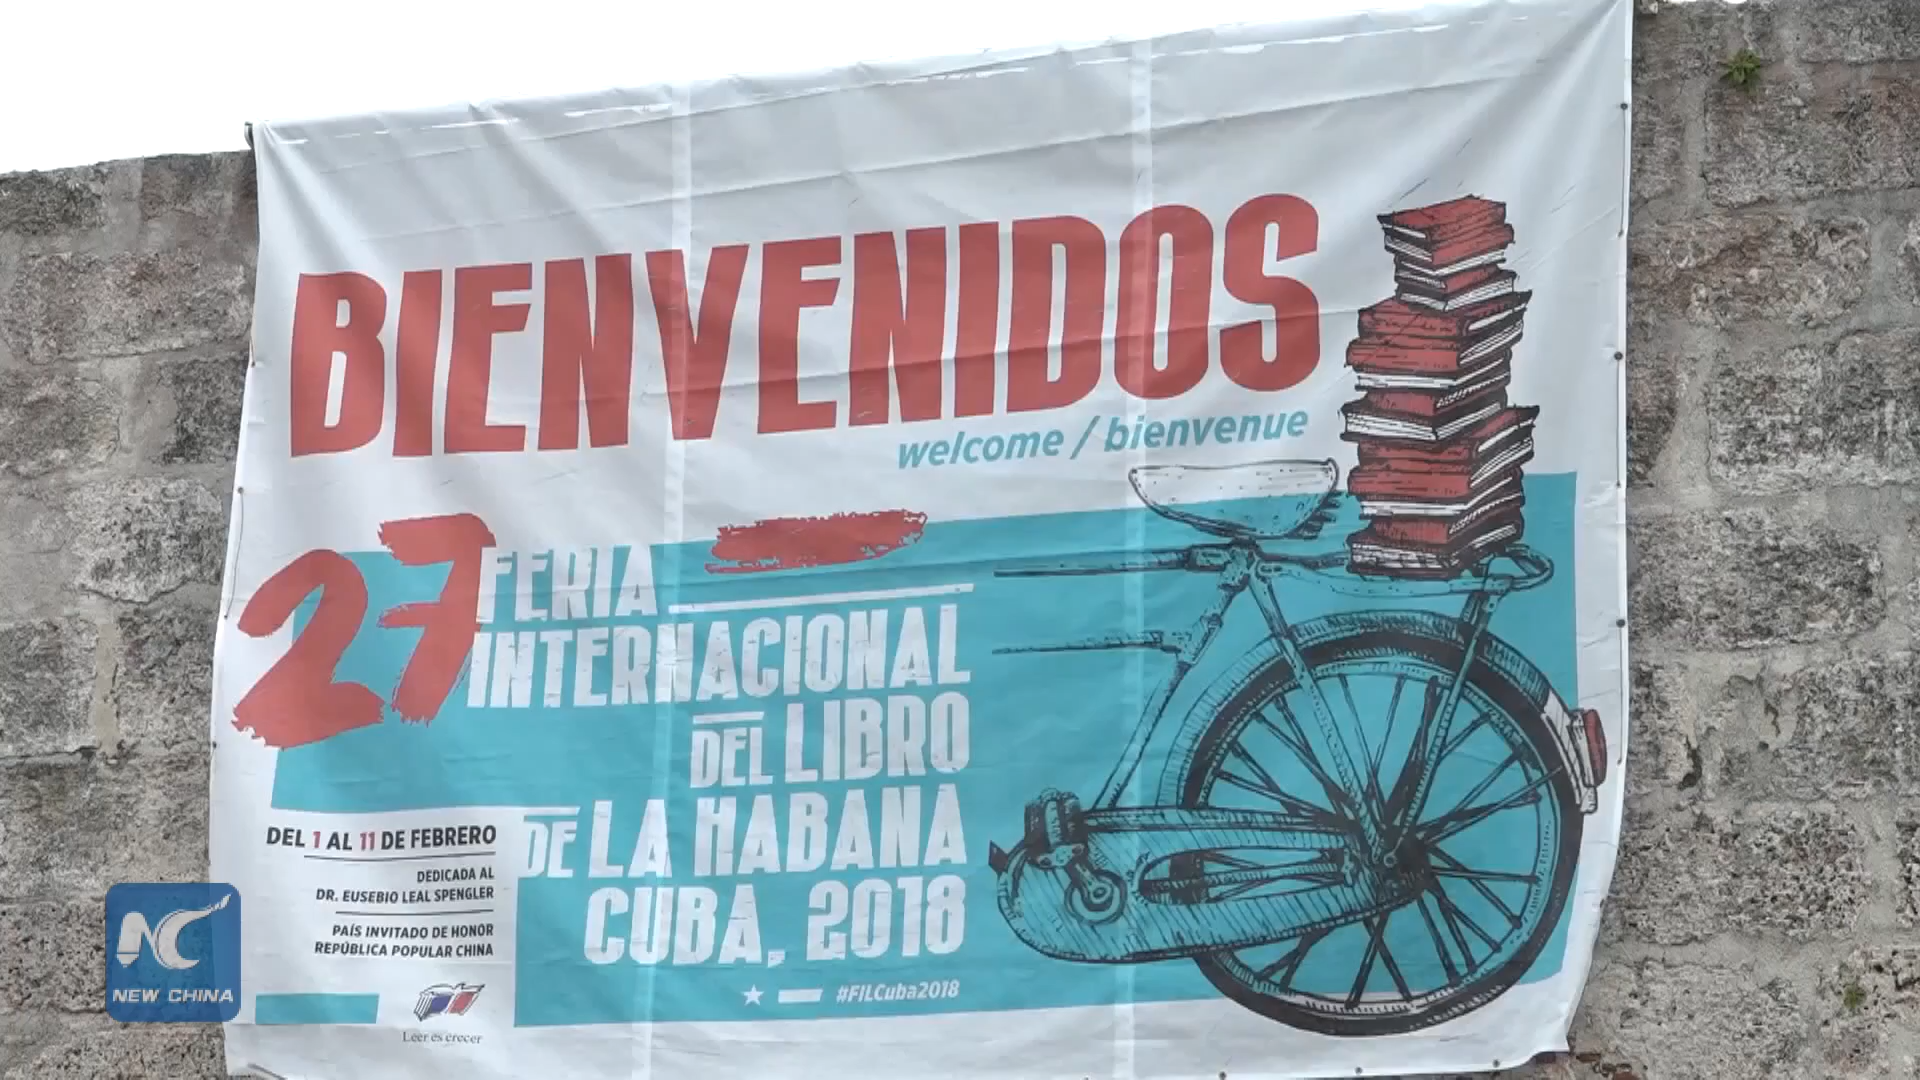 BIENVENIDOS
welcome / bienvenue
27 FERIA
INTERNACIONAL
DEL LIBRO
DE LA HABANA
CUBA, 2018
#FILCuba2018
DEL 1 AL 11 DE FEBRERO
DEDICADA AL
DR. EUSEBIO LEAL SPENGLER
PAÍS INVITADO DE HONOR
REPÚBLICA POPULAR CHINA
Leer es crecer
NC
NEW CHINA